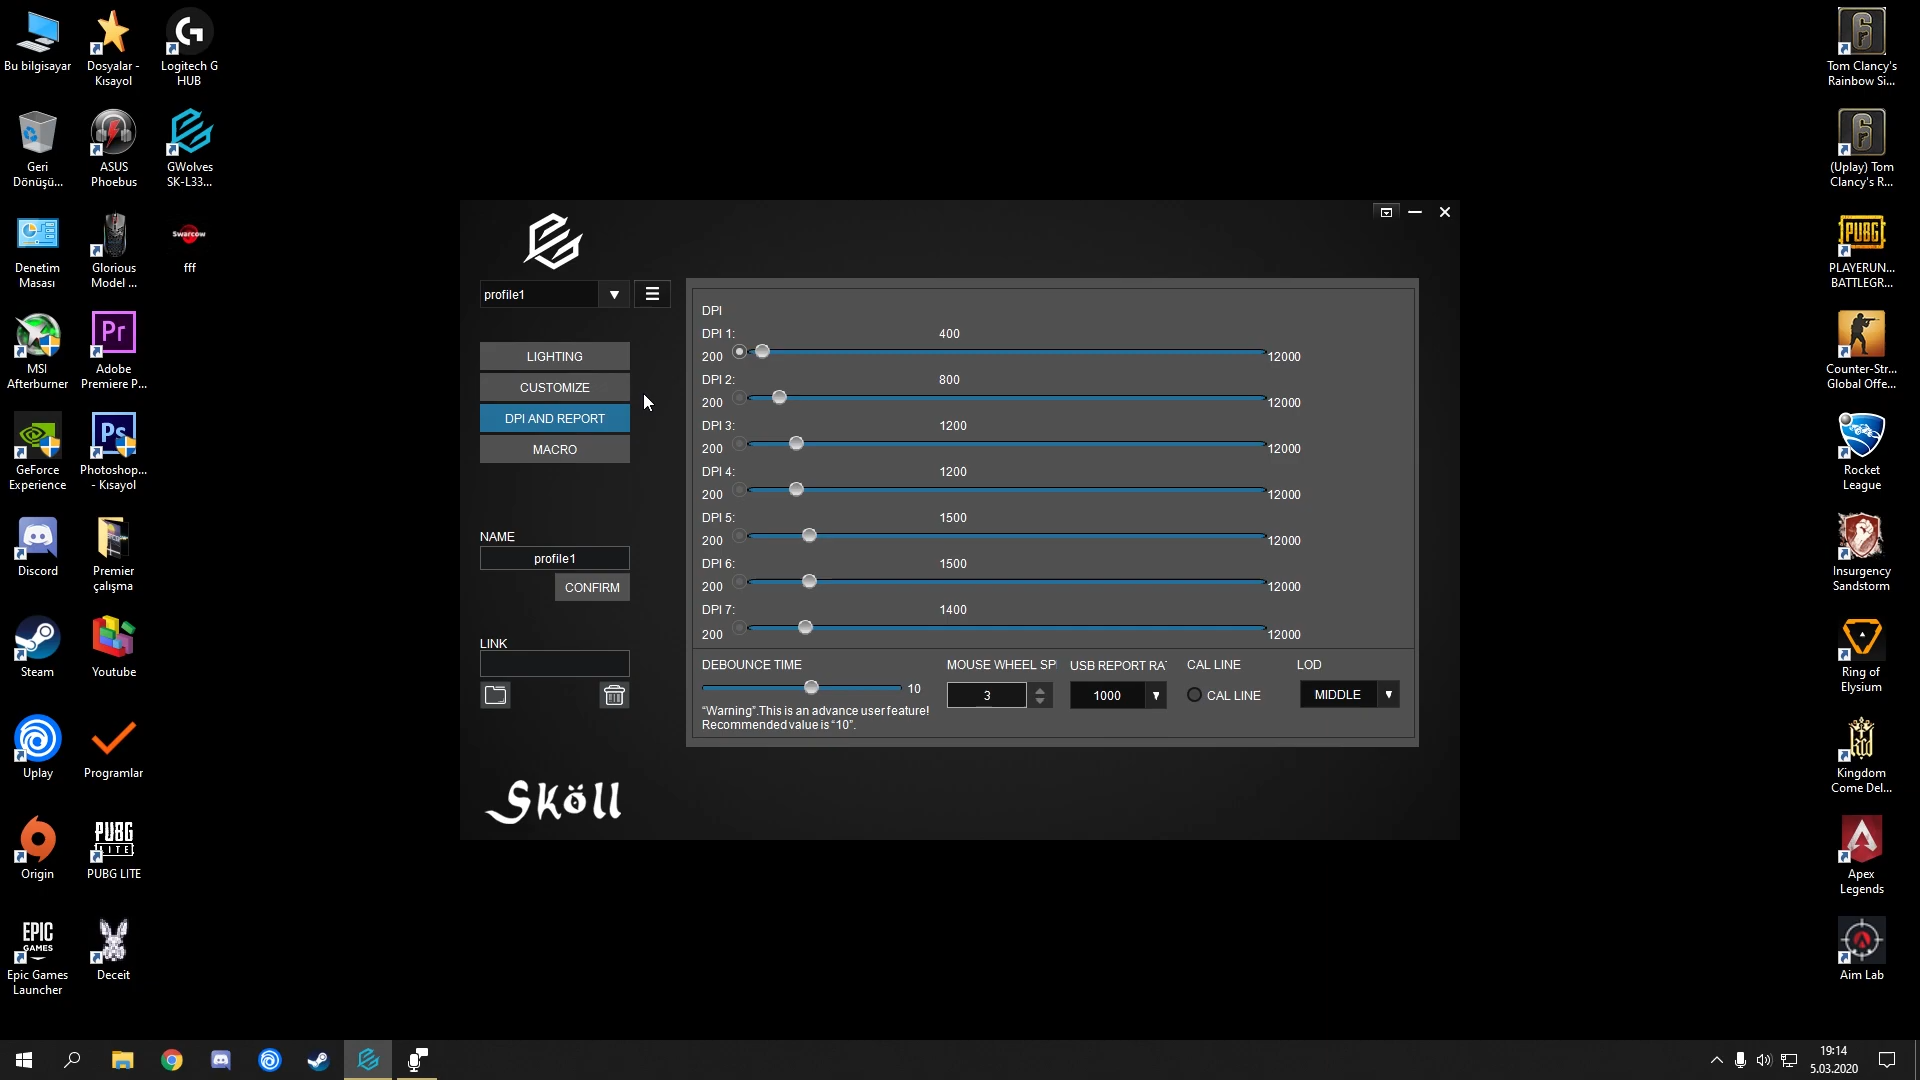 Bu bilgisayar
Dosyalar -
Kısayol
Logitech G
HUB
Geri
Dönüşü...
ASUS
Phoebus
GWolves
SK-L33...
Denetim
Masası
Glorious
Model ...
Swarcow
fff
MSI
Afterburner
Pr
Adobe
Premiere P...
GeForce
Experience
Ps
Photoshop...
- Kısayol
Discord
Premier
çalışma
Steam
Youtube
Uplay
Programlar
Origin
PUBG
LITE
PUBG LITE
EPIC
GAMES
Epic Games
Launcher
Deceit
profile1
LIGHTING
CUSTOMIZE
DPI AND REPORT
MACRO
NAME
profile1
CONFIRM
LINK
Sköll
DPI
DPI 1:
400
200
12000
DPI 2:
800
200
12000
DPI 3:
1200
200
12000
DPI 4:
1200
200
12000
DPI 5:
1500
200
12000
DPI 6:
1500
200
12000
DPI 7:
1400
200
12000
DEBOUNCE TIME
10
“Warning”.This is an advance user feature!
Recommended value is “10”.
MOUSE WHEEL SP
3
USB REPORT RA
1000
CAL LINE
CAL LINE
LOD
MIDDLE
6
Tom Clancy's
Rainbow Si...
6
(Uplay) Tom
Clancy's R...
PUBG
PLAYERUN...
BATTLEGR...
Counter-Str...
Global Offe...
Rocket
League
Insurgency
Sandstorm
Ring of
Elysium
Kingdom
Come Del...
Apex
Legends
Aim Lab
19:14
5.03.2020